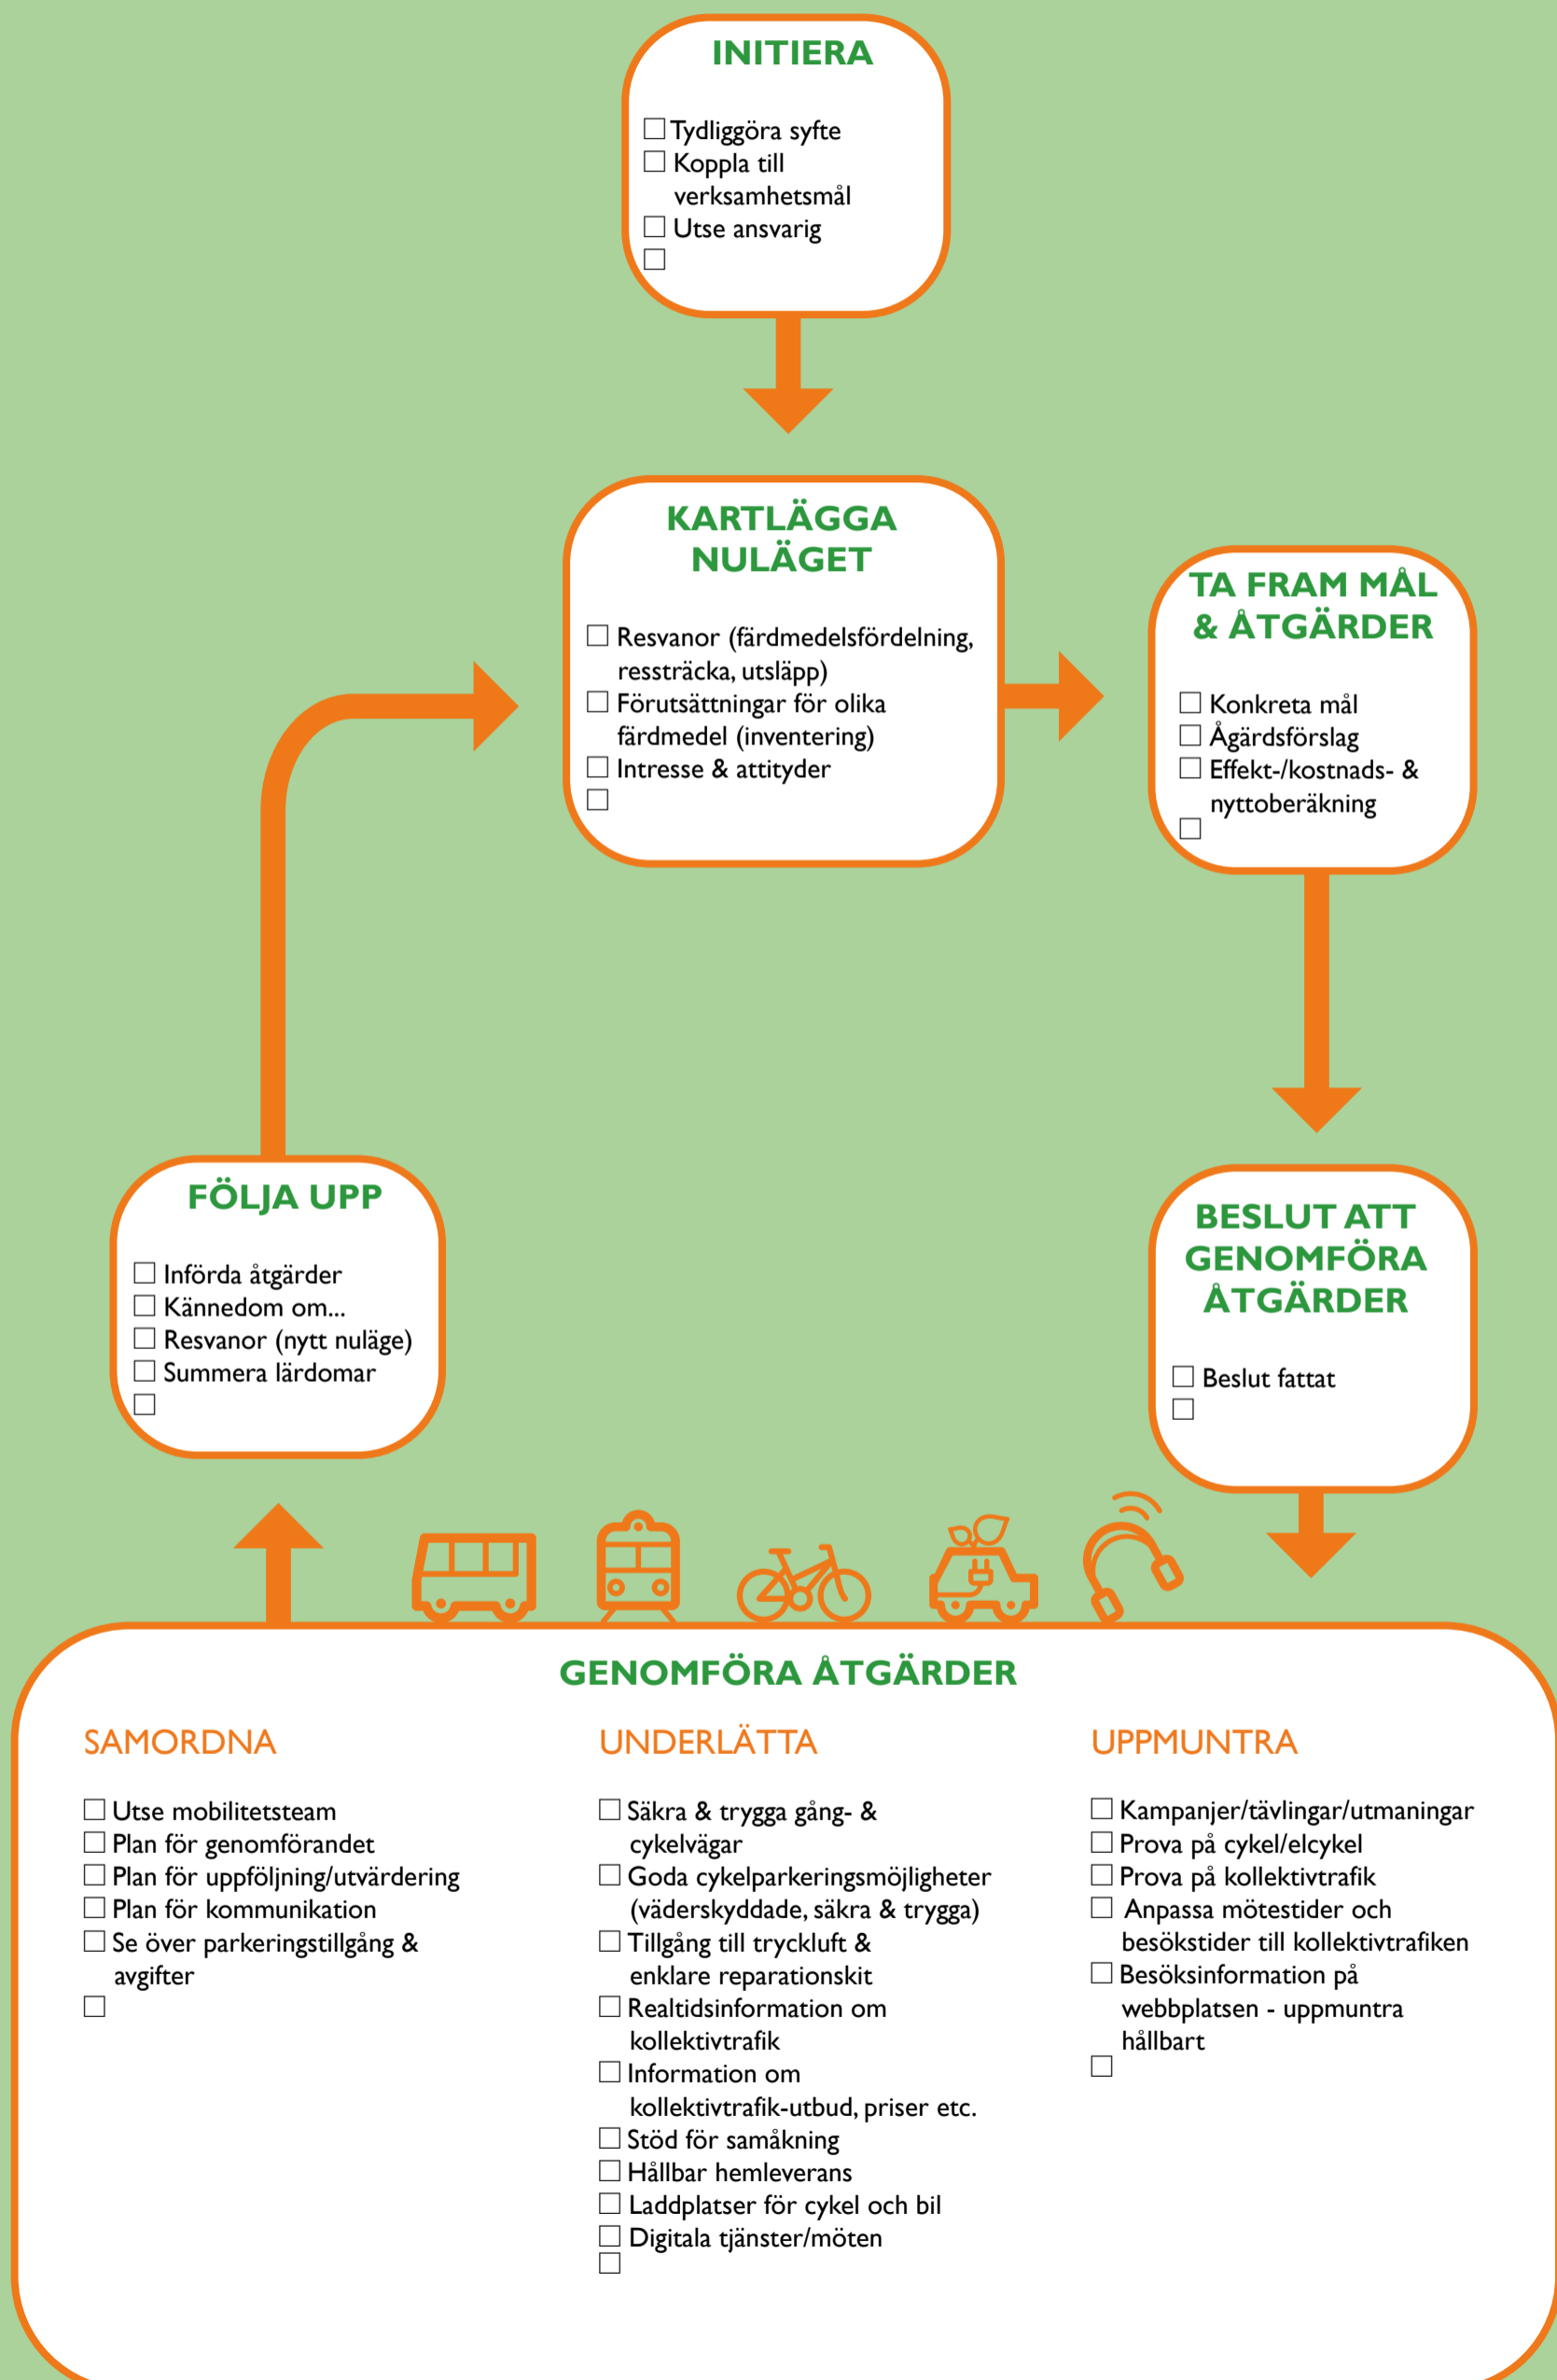 INITIERA
Tydliggöra syfte
Koppla till
verksamhetsmål
Utse ansvarig
KARTLÄGGA
NULÄGET
Resvanor (färdmedelsfördelning,
ressträcka, utsläpp)
Förutsättningar för olika
färdmedel (inventering)
Intresse & attityder
TA FRAM MÅL
& ÅTGÄRDER
Konkreta mål
Ågärdsförslag
Effekt-/kostnads- &
nyttoberäkning
BESLUT ATT
GENOMFÖRA
ÅTGÄRDER
Beslut fattat
FÖLJA UPP
Införda åtgärder
Kännedom om...
Resvanor (nytt nuläge)
Summera lärdomar
GENOMFÖRA ÅTGÄRDER
SAMORDNA
Utse mobilitetsteam
Plan för genomförandet
Plan för uppföljning/utvärdering
Plan för kommunikation
Se över parkeringstillgång &
avgifter
UNDERLÄTTA
Säkra & trygga gång- &
cykelvägar
Goda cykelparkeringsmöjligheter
(väderskyddade, säkra & trygga)
Tillgång till tryckluft &
enklare reparationskit
Realtidsinformation om
kollektivtrafik
Information om
kollektivtrafik-utbud, priser etc.
Stöd för samåkning
Hållbar hemleverans
Laddplatser för cykel och bil
Digitala tjänster/möten
UPPMUNTRA
Kampanjer/tävlingar/utmaningar
Prova på cykel/elcykel
Prova på kollektivtrafik
Anpassa mötestider och
besökstider till kollektivtrafiken
Besöksinformation på
webbplatsen - uppmuntra
hållbart